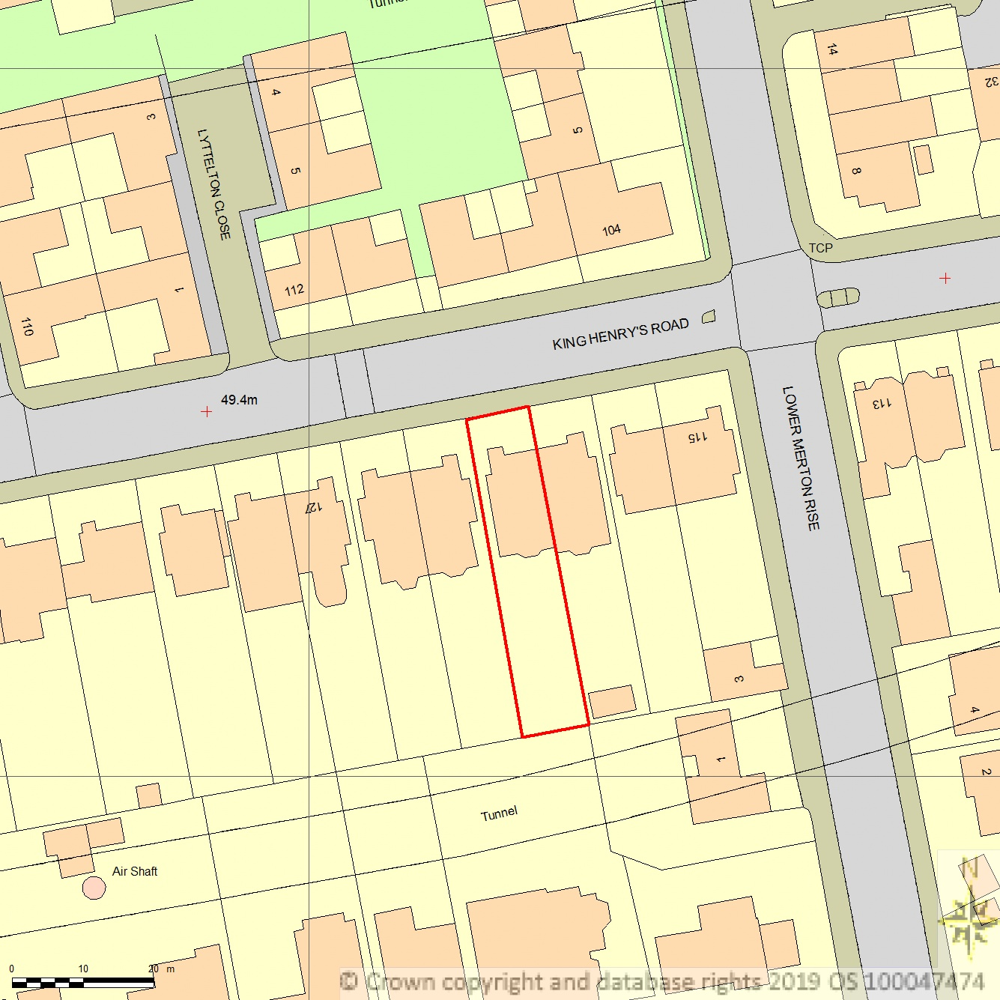 Tunnel
14
32
3
4
LYTTELTON CLOSE
5
5
8
104
TCP
112
1
110
KING HENRY'S ROAD
49.4m
LOWER MERTON RISE
113
115
127
3
4
1
2
Tunnel
Air Shaft
N
0 10 20 m
© Crown copyright and database rights 2019 OS 100047474